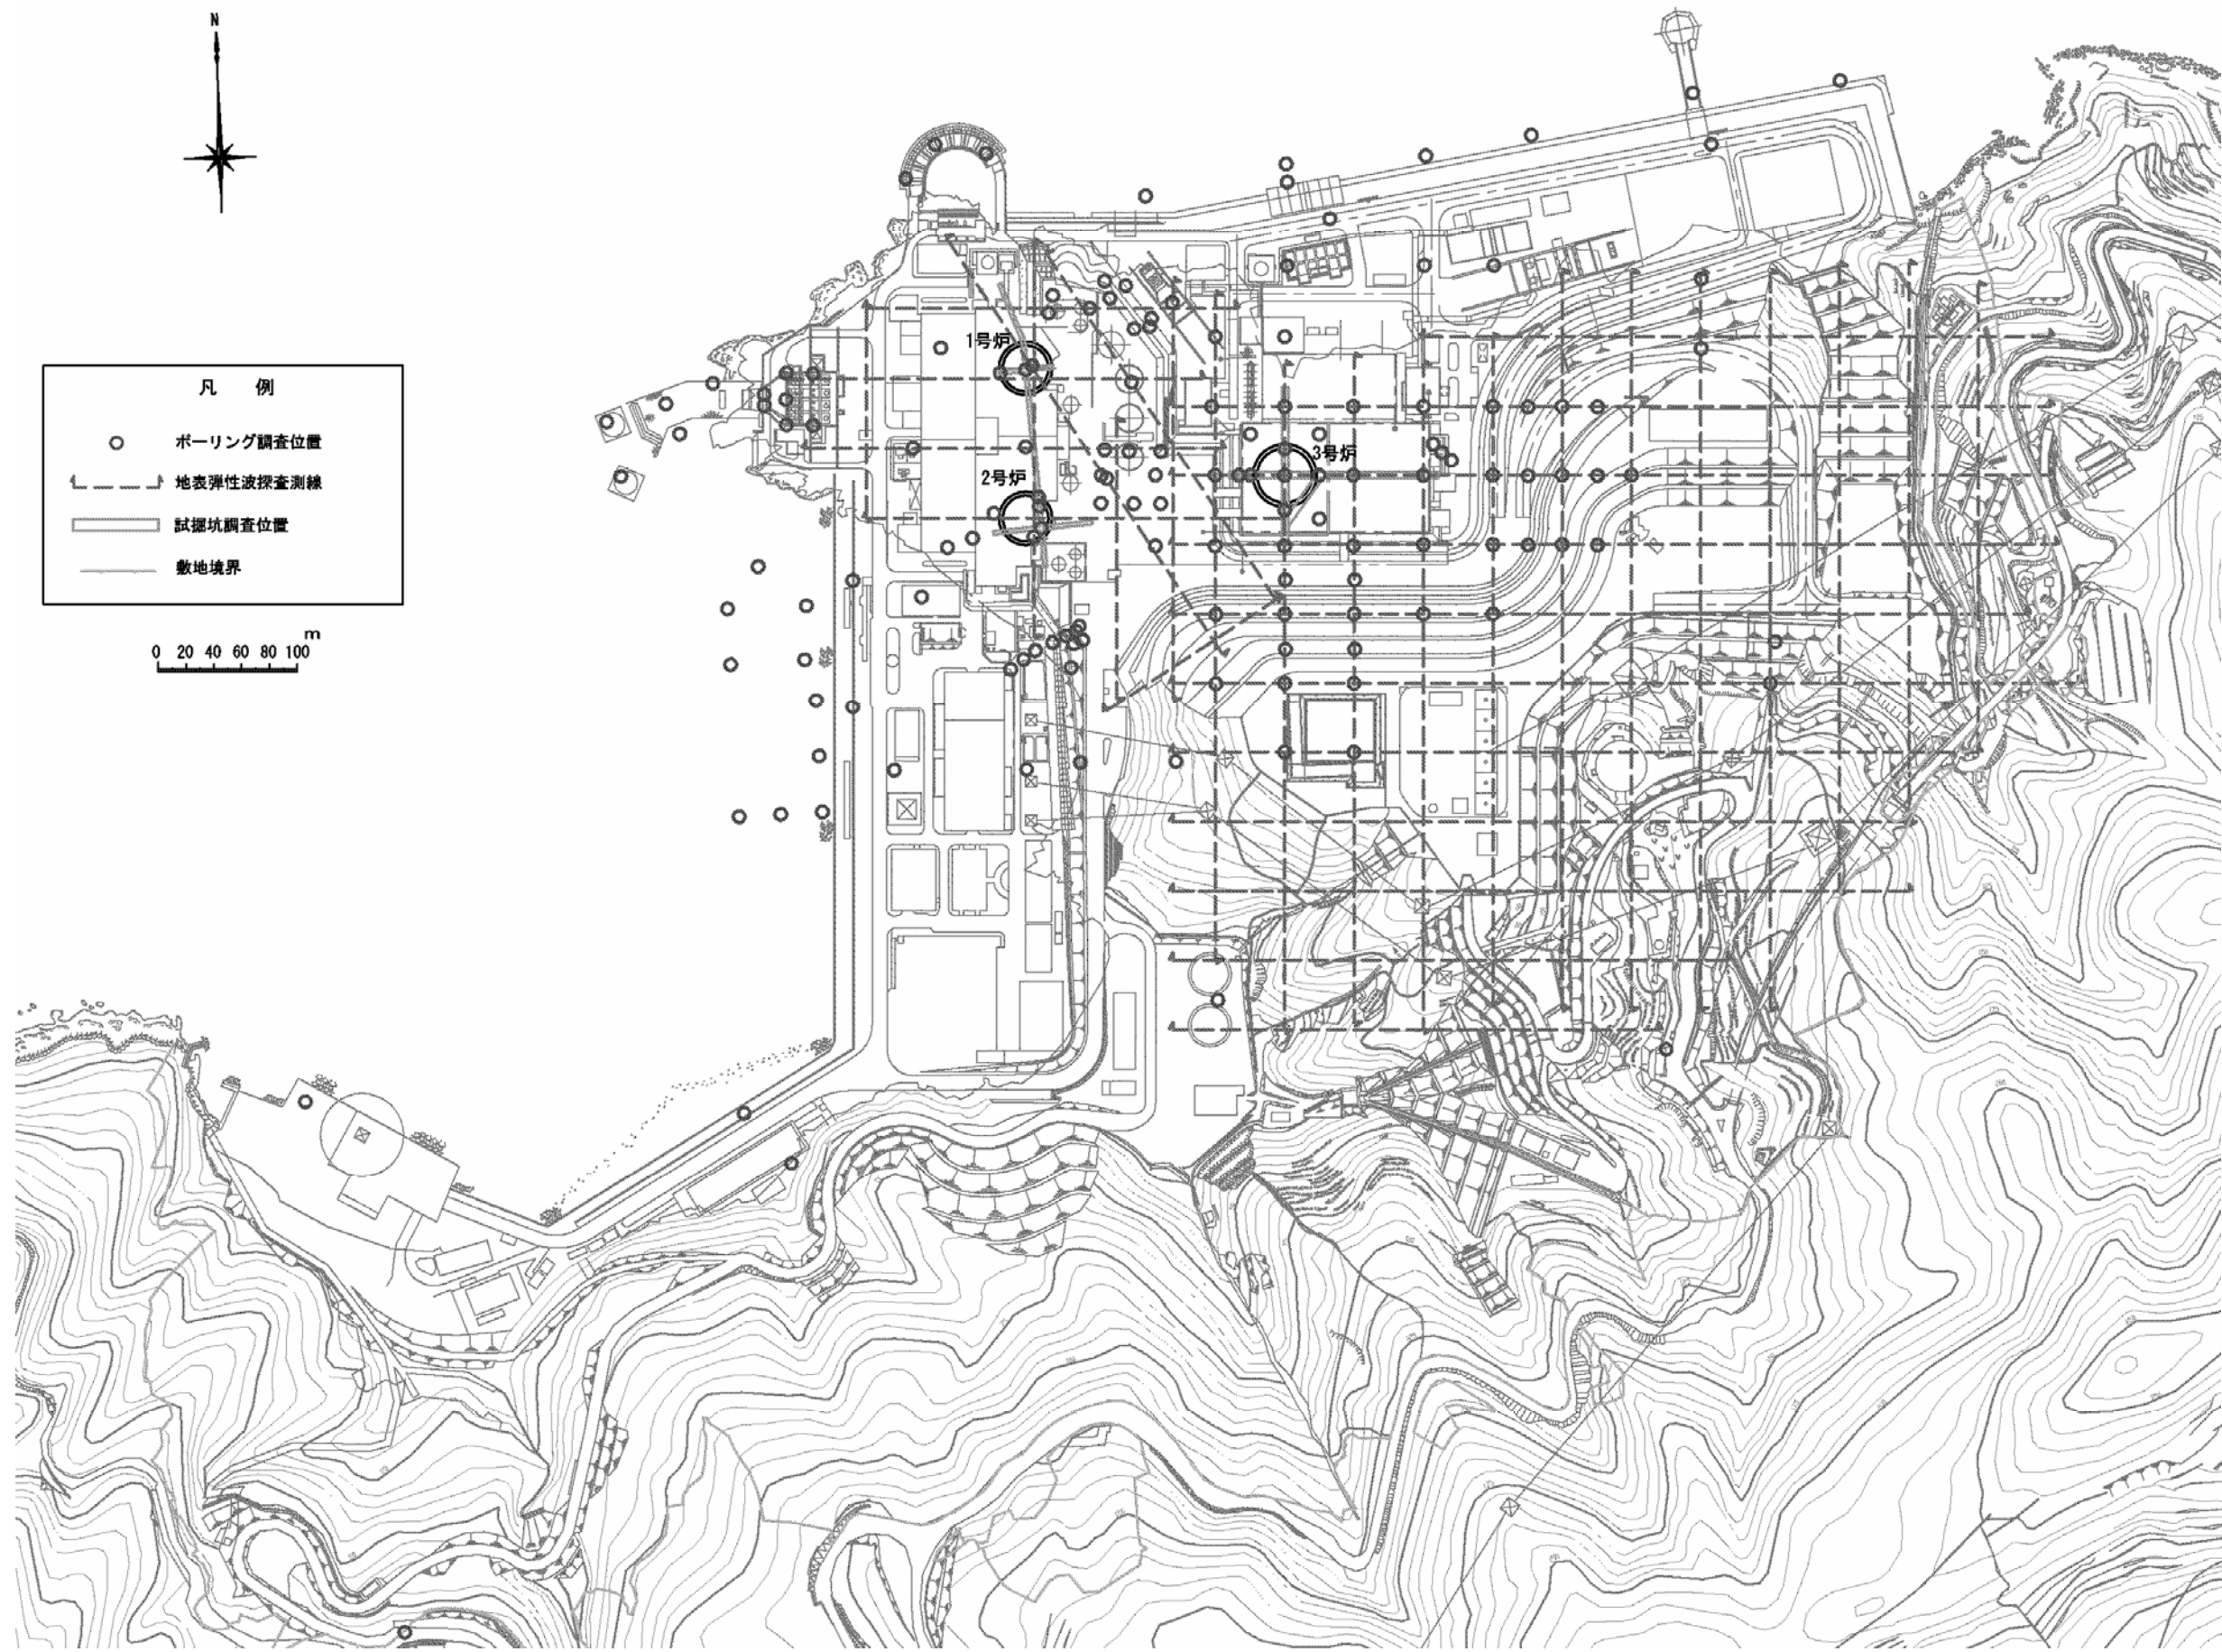 N
1号炉
凡 例
ボーリング調査位置
3号炉
2号炉
地表弾性波探査測線
試掘坑調査位置
敷地境界
0 20 40 60 80 100 m